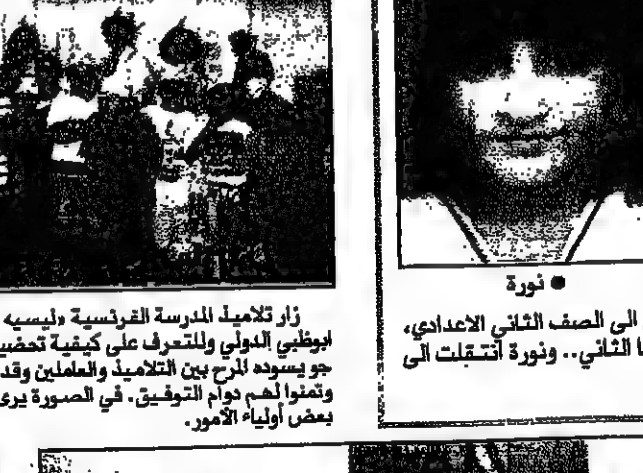 ● نورة
الى الصف الثاني الاعدادي،
الثاني.. ونورة انتقلت الى
زار تلاميذ المدرسة الفرنسية «ليسيه
ابوظبي الدولي وللتعرف على كيفية
جو يسوده المرح بين التلاميذ والعاملين وقد
وتمنوا لهم دوام التوفيق. في الصورة يرى
بعض أولياء الأمور.